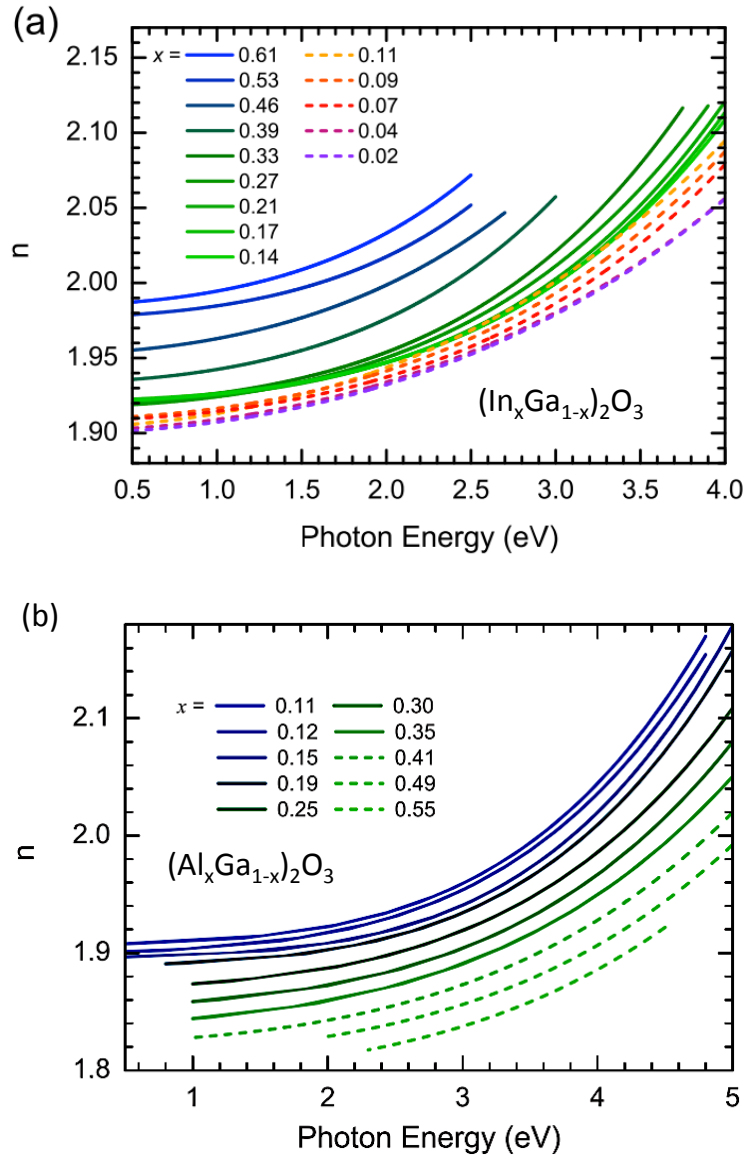 (a)
2.15
2.10
2.05
2.00
1.95
1.90
n
x =
0.61
0.53
0.46
0.39
0.33
0.27
0.21
0.17
0.14
0.11
0.09
0.07
0.04
0.02
(InxGa1-x)2O3
0.5 1.0 1.5 2.0 2.5 3.0 3.5 4.0
Photon Energy (eV)
(b)
2.1
2.0
1.9
1.8
n
x =
0.11
0.12
0.15
0.19
0.25
0.30
0.35
0.41
0.49
0.55
(AlxGa1-x)2O3
1 2 3 4 5
Photon Energy (eV)